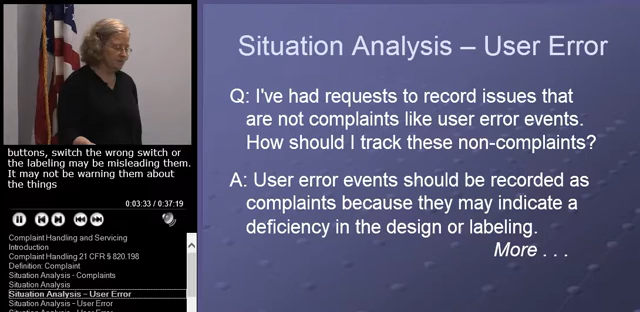 Situation Analysis – User Error
Q: I've had requests to record issues that
are not complaints like user error events.
How should I track these non-complaints?
A: User error events should be recorded as
complaints because they may indicate a
deficiency in the design or labeling.
More . . .
buttons, switch the wrong switch or
the labeling may be misleading them.
It may not be warning them about
the things
0:03:33 / 0:37:19
Complaint Handling and Servicing
Introduction
Complaint Handling 21 CFR § 820.198
Definition: Complaint
Situation Analysis - Complaints
Situation Analysis
Situation Analysis – User Error
Situation Analysis – User Error
Situation Analysis – User Error